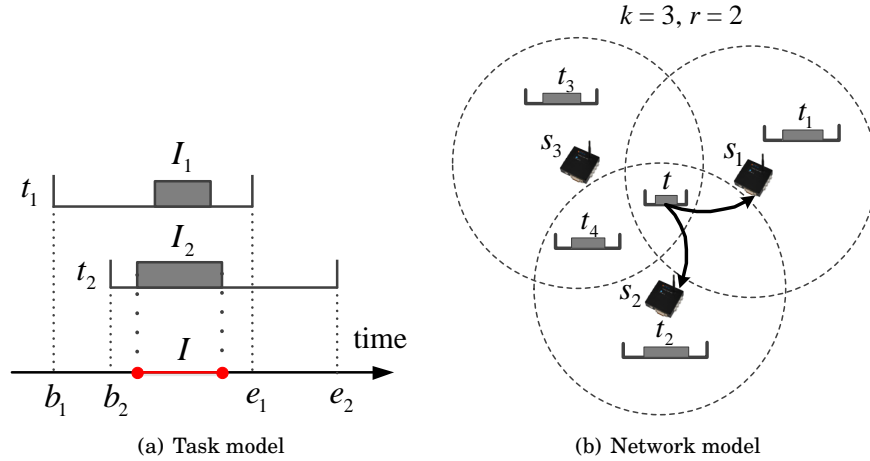 k = 3, r = 2
t₃
t₁
s₃
s₁
t
t₄
s₂
t₂
I₁
t₁
I₂
t₂
I
time
b₁
b₂
e₁
e₂
(a) Task model
(b) Network model